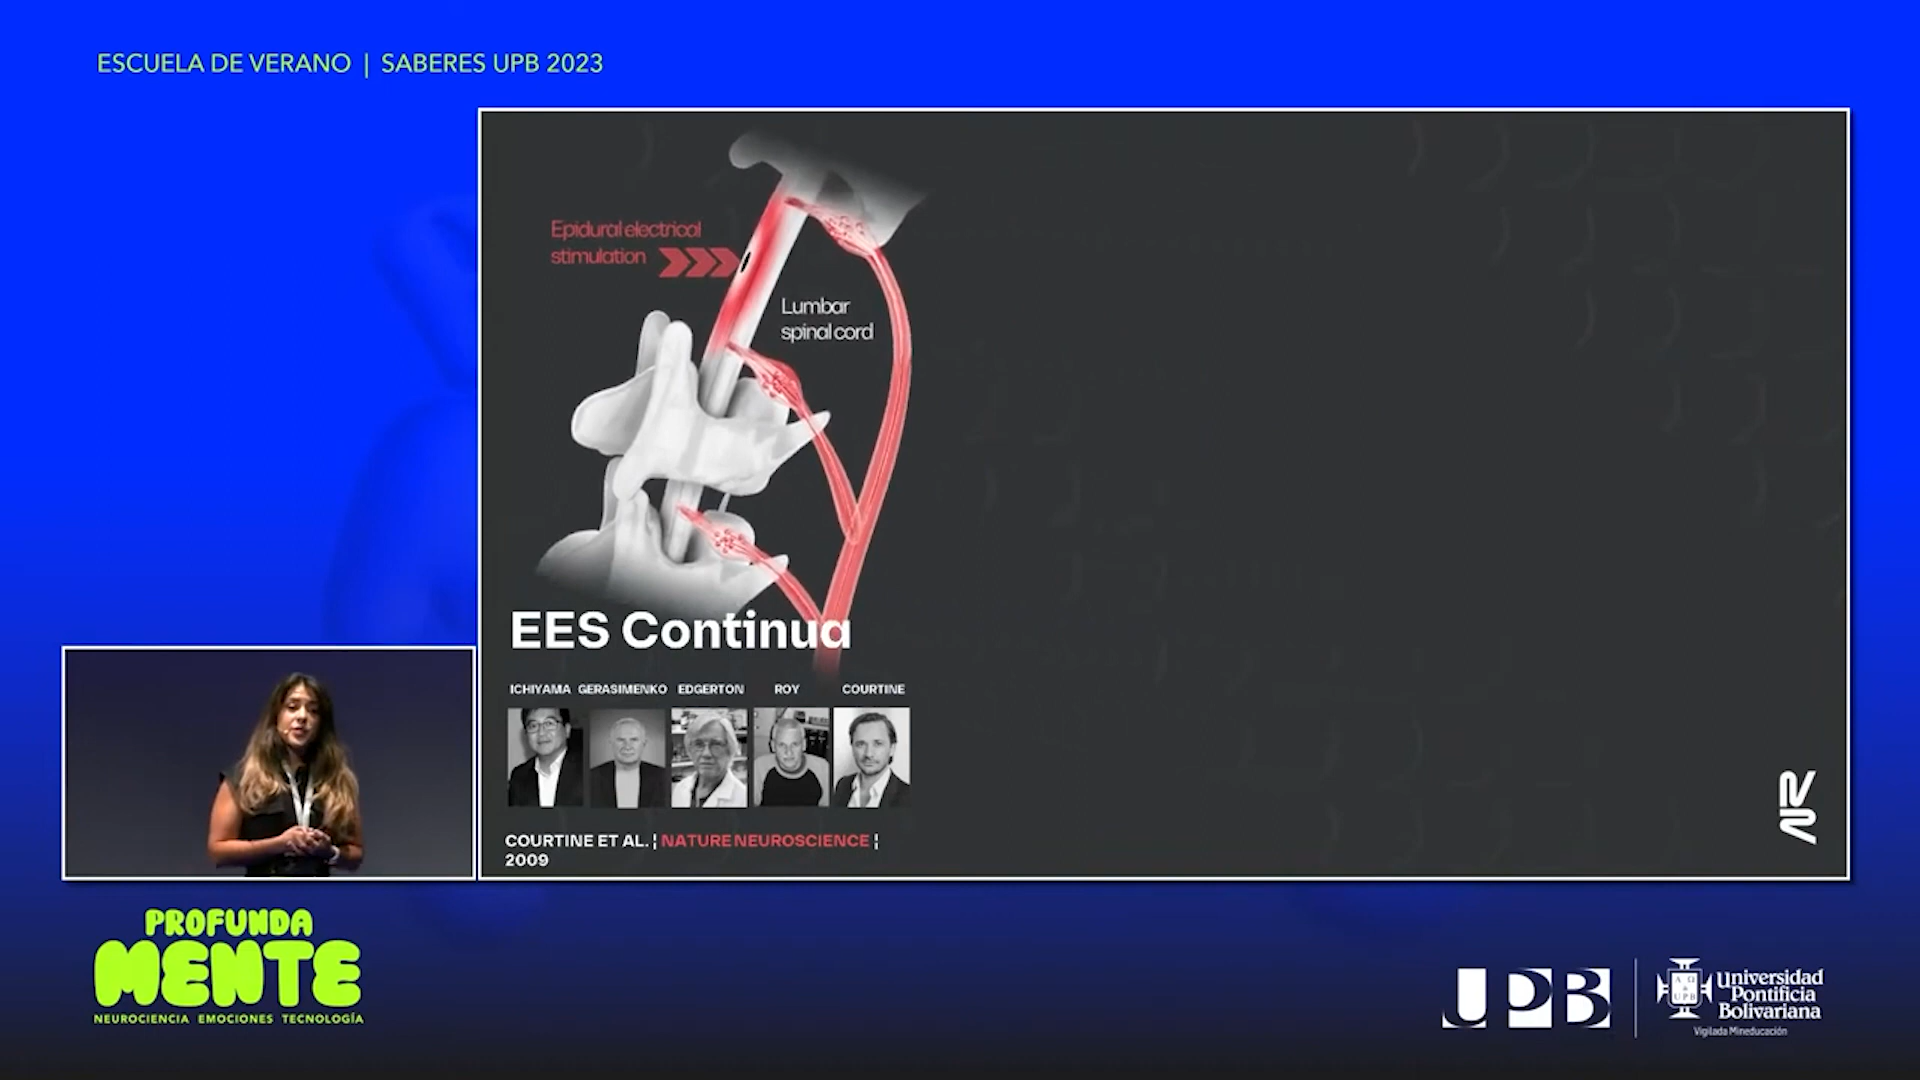 ESCUELA DE VERANO | SABERES UPB 2023
Epidural electrical
stimulation
Lumbar
spinal cord
EES Continua
ICHIYAMA GERASIMENKO EDGERTON ROY COURTINE
COURTINE ET AL. ¦ NATURE NEUROSCIENCE ¦
2009
PROFUNDA
MENTE
NEUROCIENCIA EMOCIONES TECNOLOGÍA
UPB
Universidad
Pontificia
Bolivariana
Vigilada Mineducación